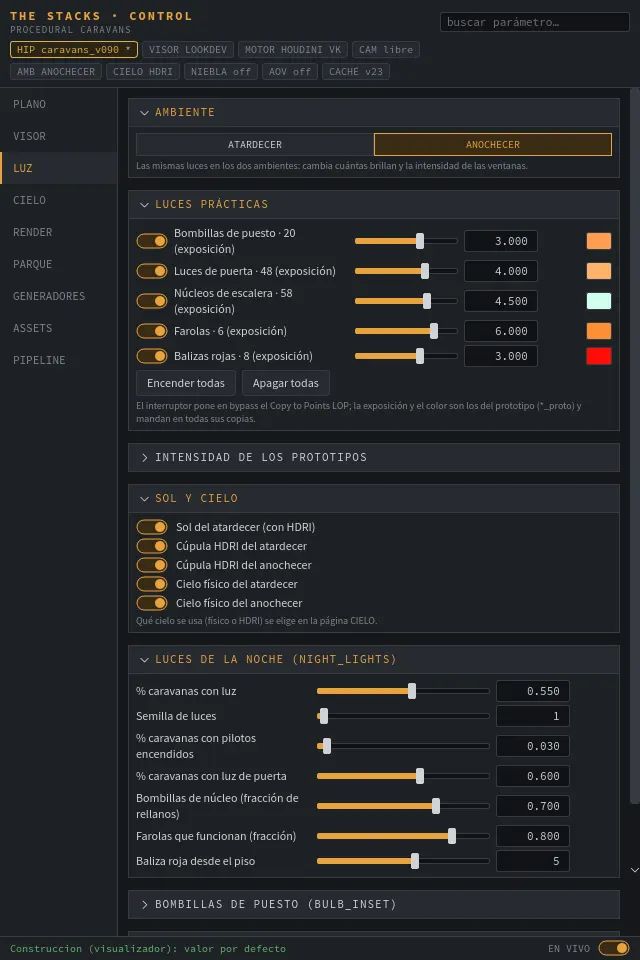 THE STACKS · CONTROL
PROCEDURAL CARAVANS
buscar parámetro…
HIP caravans_v090 *
VISOR LOOKDEV
MOTOR HOUDINI VK
CAM libre
AMB ANOCHECER
CIELO HDRI
NIEBLA off
AOV off
CACHÉ v23
PLANO
VISOR
LUZ
CIELO
RENDER
PARQUE
GENERADORES
ASSETS
PIPELINE
AMBIENTE
ATARDECER
ANOCHECER
Las mismas luces en los dos ambientes: cambia cuántas brillan y la intensidad de las ventanas.
LUCES PRÁCTICAS
Bombillas de puesto · 20
(exposición)
3.000
Luces de puerta · 48 (exposición)
4.000
Núcleos de escalera · 58
(exposición)
4.500
Farolas · 6 (exposición)
6.000
Balizas rojas · 8 (exposición)
3.000
Encender todas
Apagar todas
El interruptor pone en bypass el Copy to Points LOP; la exposición y el color son los del prototipo (*_proto) y
mandan en todas sus copias.
INTENSIDAD DE LOS PROTOTIPOS
SOL Y CIELO
Sol del atardecer (con HDRI)
Cúpula HDRI del atardecer
Cúpula HDRI del anochecer
Cielo físico del atardecer
Cielo físico del anochecer
Qué cielo se usa (físico o HDRI) se elige en la página CIELO.
LUCES DE LA NOCHE (NIGHT_LIGHTS)
% caravanas con luz
0.550
Semilla de luces
1
% caravanas con pilotos
encendidos
0.030
% caravanas con luz de puerta
0.600
Bombillas de núcleo (fracción de
rellanos)
0.700
Farolas que funcionan (fracción)
0.800
Baliza roja desde el piso
5
BOMBILLAS DE PUESTO (BULB_INSET)
Construccion (visualizador): valor por defecto
EN VIVO